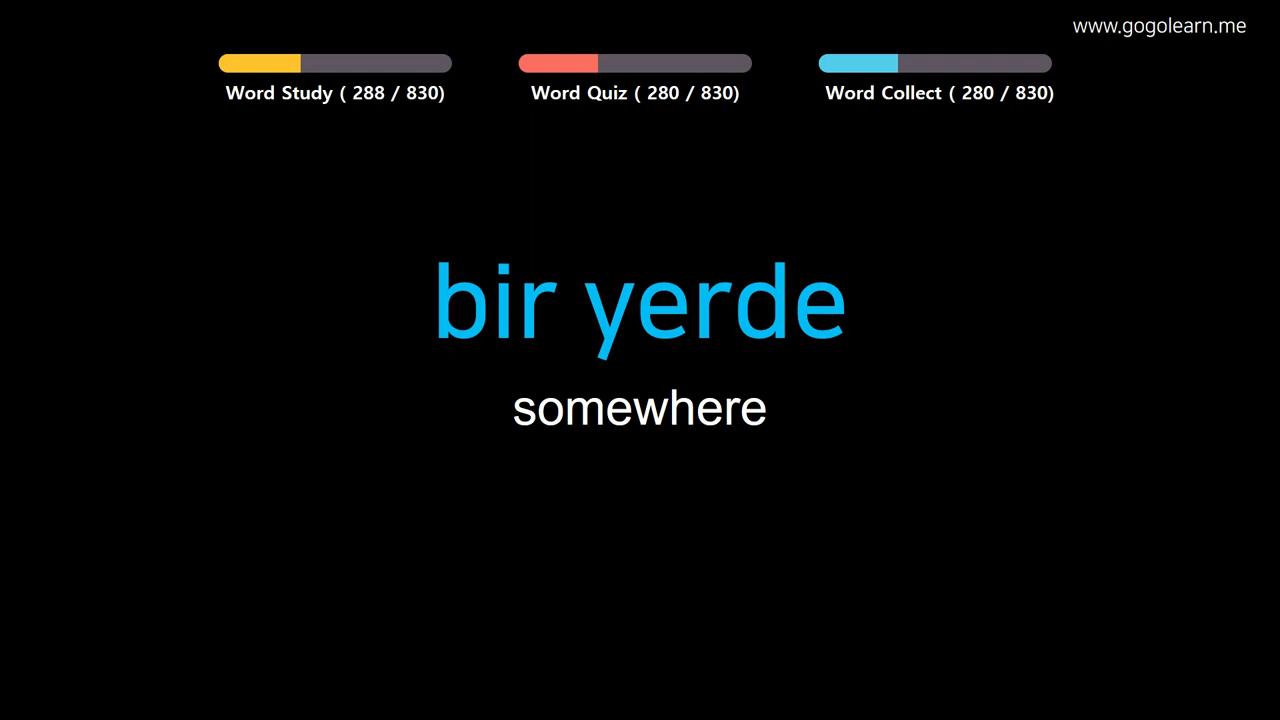 www.gogolearn.me
Word Study ( 288 / 830)
Word Quiz ( 280 / 830)
Word Collect ( 280 / 830)
bir yerde
somewhere